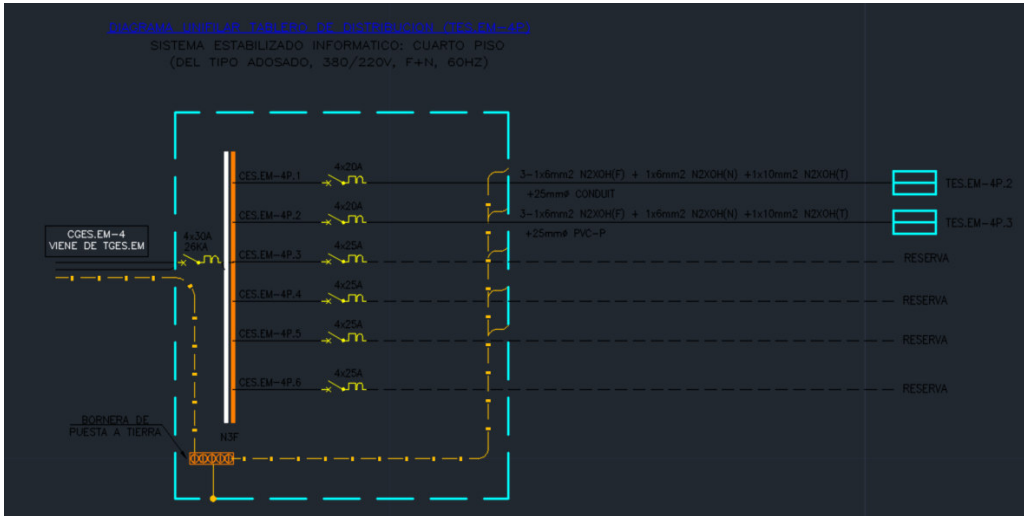 DIAGRAMA UNIFILAR TABLERO DE DISTRIBUCION (TES.EM-4P)
SISTEMA ESTABILIZADO INFORMATICO: CUARTO PISO
(DEL TIPO ADOSADO, 380/220V, F+N, 60HZ)
CGES.EM-4
VIENE DE TGES.EM
4x30A
26KA
CES.EM-4P.1
4x20A
3-1x6mm2 N2XOH(F) + 1x6mm2 N2XOH(N) +1x10mm2 N2XOH(T)
+25mmø CONDUIT
TES.EM-4P.2
CES.EM-4P.2
4x20A
3-1x6mm2 N2XOH(F) + 1x6mm2 N2XOH(N) +1x10mm2 N2XOH(T)
+25mmø PVC-P
TES.EM-4P.3
CES.EM-4P.3
4x25A
RESERVA
CES.EM-4P.4
4x25A
RESERVA
CES.EM-4P.5
4x25A
RESERVA
CES.EM-4P.6
4x25A
RESERVA
BORNERA DE
PUESTA A TIERRA
N3F